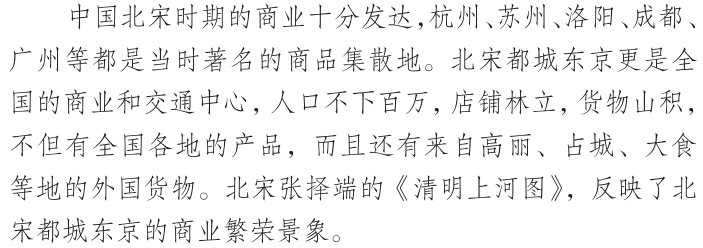 中国北宋时期的商业十分发达,杭州、苏州、洛阳、成都、
广州等都是当时著名的商品集散地。北宋都城东京更是全
国的商业和交通中心,人口不下百万,店铺林立,货物山积,
不但有全国各地的产品,而且还有来自高丽、占城、大食
等地的外国货物。北宋张择端的《清明上河图》,反映了北
宋都城东京的商业繁荣景象。